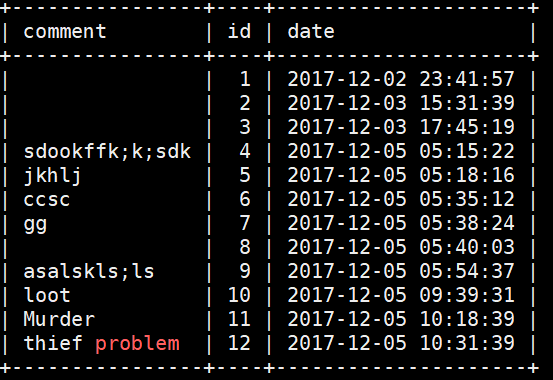 comment id date
1 2017-12-02 23:41:57
2 2017-12-03 15:31:39
3 2017-12-03 17:45:19
sdookffk;k;sdk 4 2017-12-05 05:15:22
jkhlj 5 2017-12-05 05:18:16
ccsc 6 2017-12-05 05:35:12
gg 7 2017-12-05 05:38:24
8 2017-12-05 05:40:03
asalskls;ls 9 2017-12-05 05:54:37
loot 10 2017-12-05 09:39:31
Murder 11 2017-12-05 10:18:39
thief problem 12 2017-12-05 10:31:39